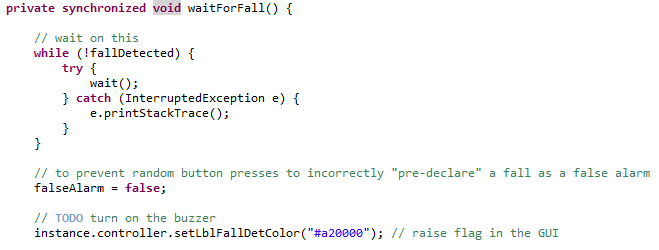 private synchronized void waitForFall() {
// wait on this
while (!fallDetected) {
try {
wait();
} catch (InterruptedException e) {
e.printStackTrace();
}
}
// to prevent random button presses to incorrectly "pre-declare" a fall as a false alarm
falseAlarm = false;
// TODO turn on the buzzer
instance.controller.setLblFallDetColor("#a20000"); // raise flag in the GUI